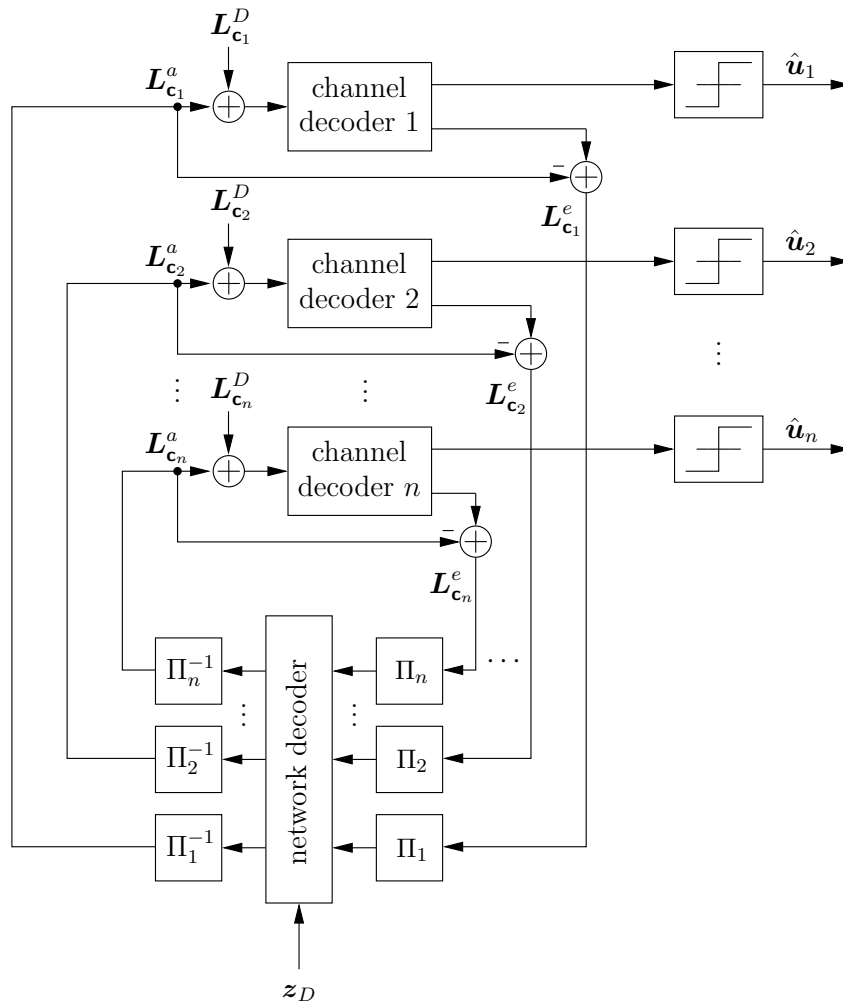 L^D_{c_1}
L^a_{c_1}
channel
decoder 1
û_1
–
L^e_{c_1}
L^D_{c_2}
L^a_{c_2}
channel
decoder 2
û_2
–
L^e_{c_2}
⋮ ⋮ ⋮
L^D_{c_n}
L^a_{c_n}
channel
decoder n
û_n
–
L^e_{c_n}
Π_n^{-1}
network decoder
Π_n
⋯
⋮ ⋮
Π_2^{-1}
Π_2
Π_1^{-1}
Π_1
z_D